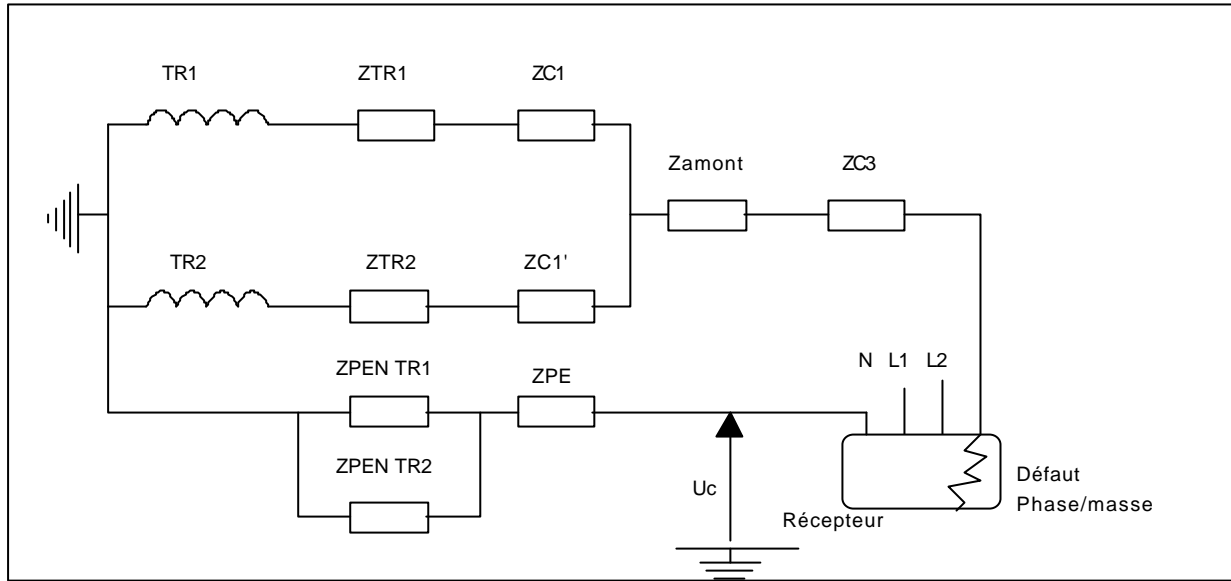 TR1 ZTR1 ZC1
Zamont ZC3
TR2 ZTR2 ZC1'
N L1 L2
ZPEN TR1 ZPE
ZPEN TR2
Uc
Défaut
Phase/masse
Récepteur